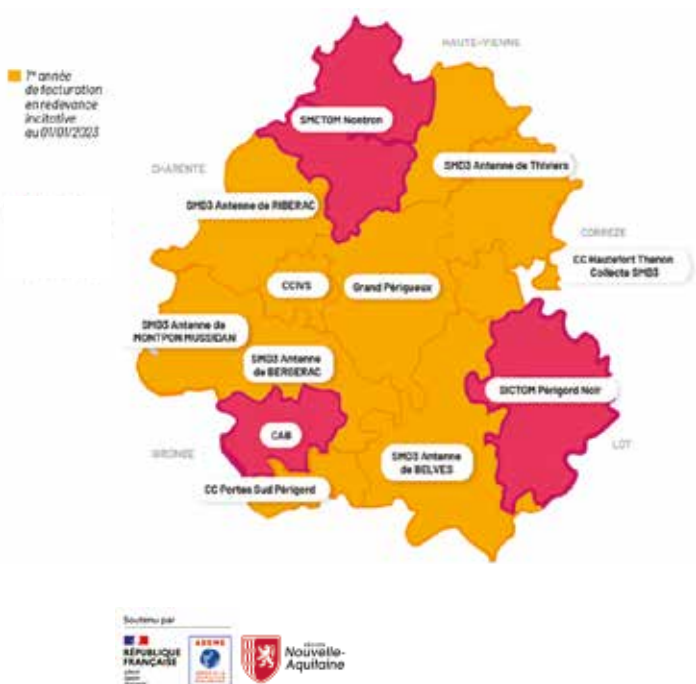 HAUTE-VIENNE
1re année
de facturation
en redevance
incitative
au 01/01/2023
SMCTOM Nontron
CHARENTE
SMD3 Antenne de Thiviers
SMD3 Antenne de RIBERAC
CORREZE
CC Hautefort Thenon
Collecte SMD3
CCIVS
Grand Périgueux
SMD3 Antenne de
MONTPON MUSSIDAN
SMD3 Antenne
de BERGERAC
SICTOM Périgord Noir
CAB
LOT
GIRONDE
SMD3 Antenne
de BELVES
CC Portes Sud Périgord
Soutenu par
RÉPUBLIQUE
FRANÇAISE
ADEME
RÉGION
Nouvelle-
Aquitaine